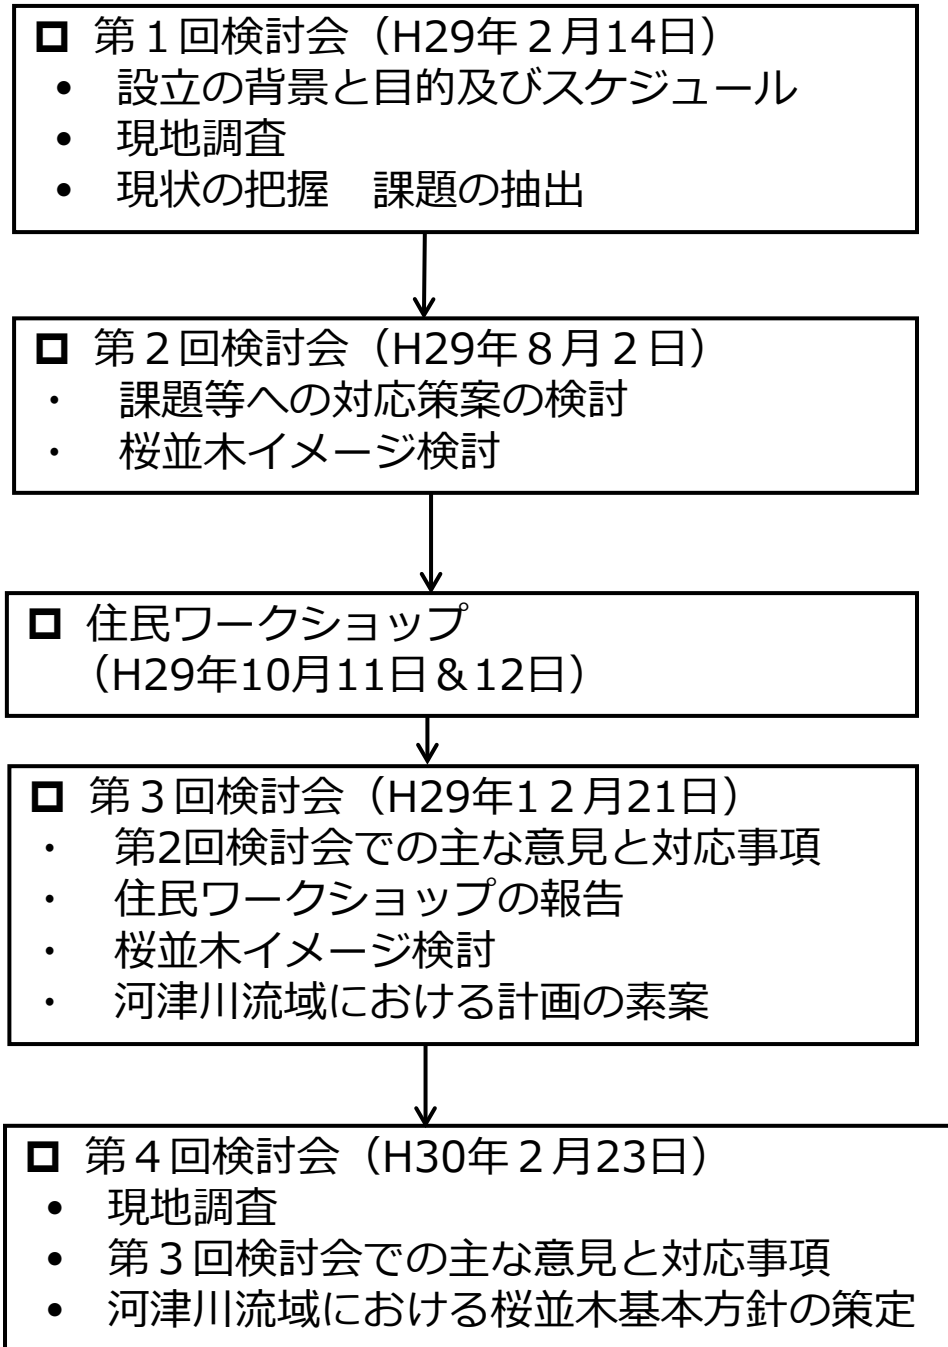 □ 第１回検討会（H29年２月14日）
• 設立の背景と目的及びスケジュール
• 現地調査
• 現状の把握　課題の抽出
□ 第２回検討会（H29年８月２日）
・ 課題等への対応策案の検討
・ 桜並木イメージ検討
□ 住民ワークショップ
（H29年10月11日＆12日）
□ 第３回検討会（H29年1２月21日）
・ 第2回検討会での主な意見と対応事項
・ 住民ワークショップの報告
・ 桜並木イメージ検討
・ 河津川流域における計画の素案
□ 第４回検討会（H30年２月23日）
• 現地調査
• 第３回検討会での主な意見と対応事項
• 河津川流域における桜並木基本方針の策定